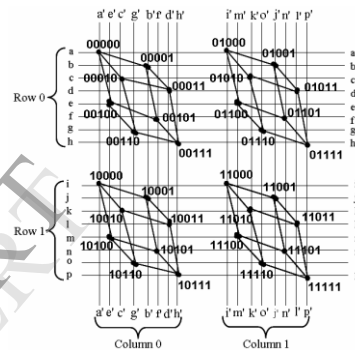 a' e' c' g' b' f' d' h' i' m' k' o' j' n' l' p'
00000 01000 a
b 00001 01001 b
c 00010 01010 c
d 00011 01011 d
Row 0
e 00100 01100 e
f 00101 01101 f
g 00110 01110 g
h 00111 01111 h
i 10000 11000
j 10001 11001
k
l 10010 10011 11010 11011
Row 1
m 10100 11100
n 10101 11101
o 10110 11110
p 10111 11111
a' e' c' g' b' f' d' h' i' m' k' o' j' n' l' p'
Column 0 Column 1